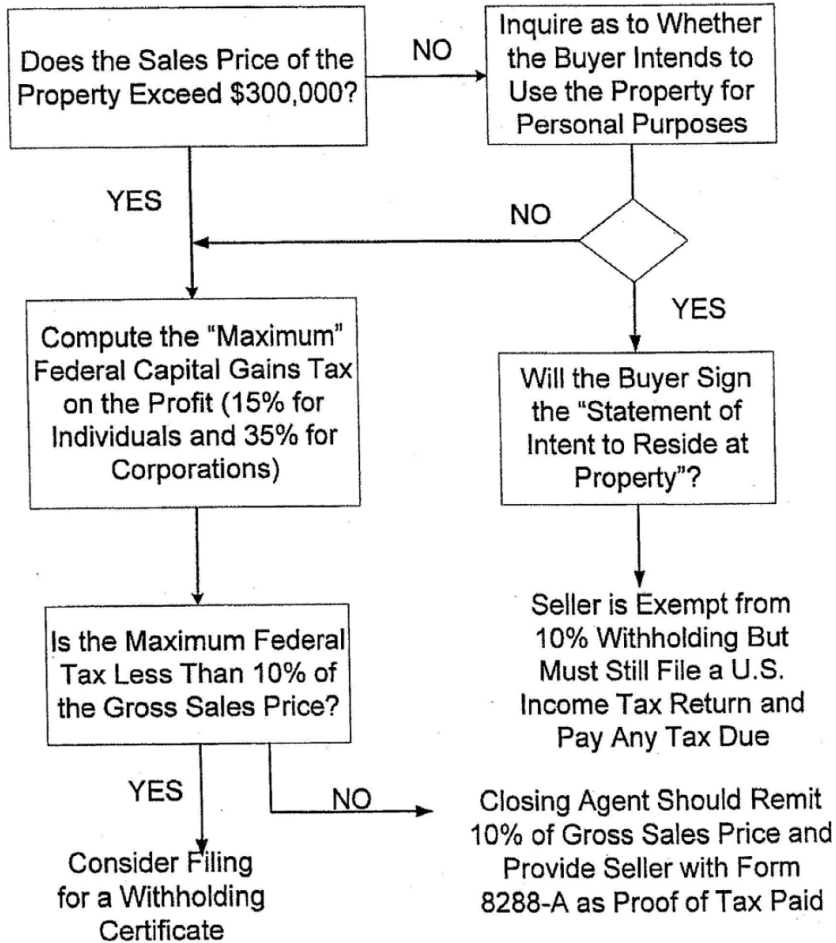 Does the Sales Price of the
Property Exceed $300,000?
NO
Inquire as to Whether
the Buyer Intends to
Use the Property for
Personal Purposes
YES
NO
YES
Compute the “Maximum”
Federal Capital Gains Tax
on the Profit (15% for
Individuals and 35% for
Corporations)
Will the Buyer Sign
the “Statement of
Intent to Reside at
Property”?
Is the Maximum Federal
Tax Less Than 10% of
the Gross Sales Price?
Seller is Exempt from
10% Withholding But
Must Still File a U.S.
Income Tax Return and
Pay Any Tax Due
YES
NO
Consider Filing
for a Withholding
Certificate
Closing Agent Should Remit
10% of Gross Sales Price and
Provide Seller with Form
8288-A as Proof of Tax Paid